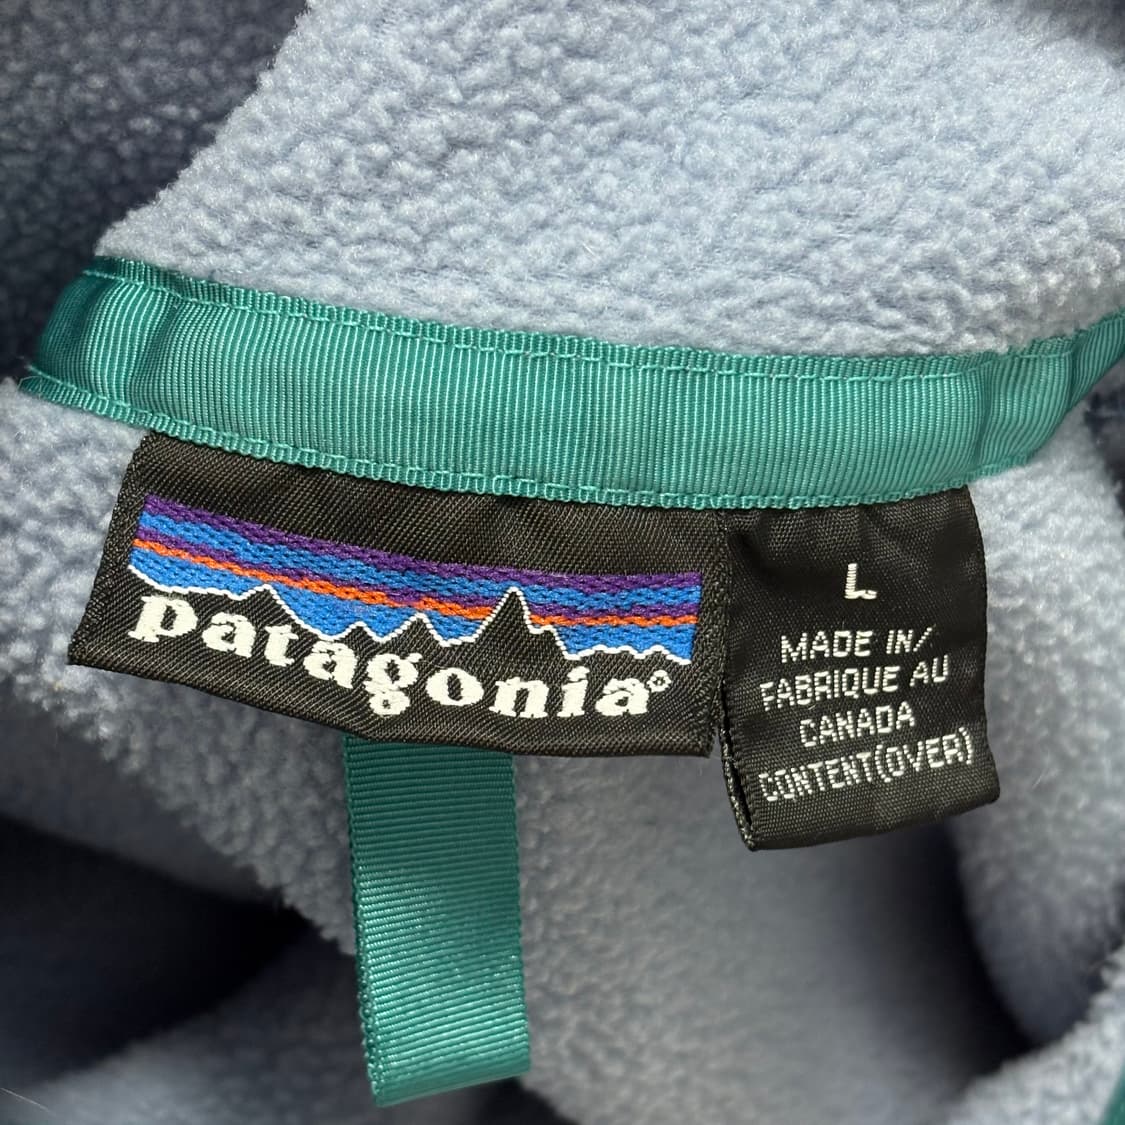 patagonia®
L
MADE IN/
FABRIQUE AU
CANADA
CONTENT(OVER)